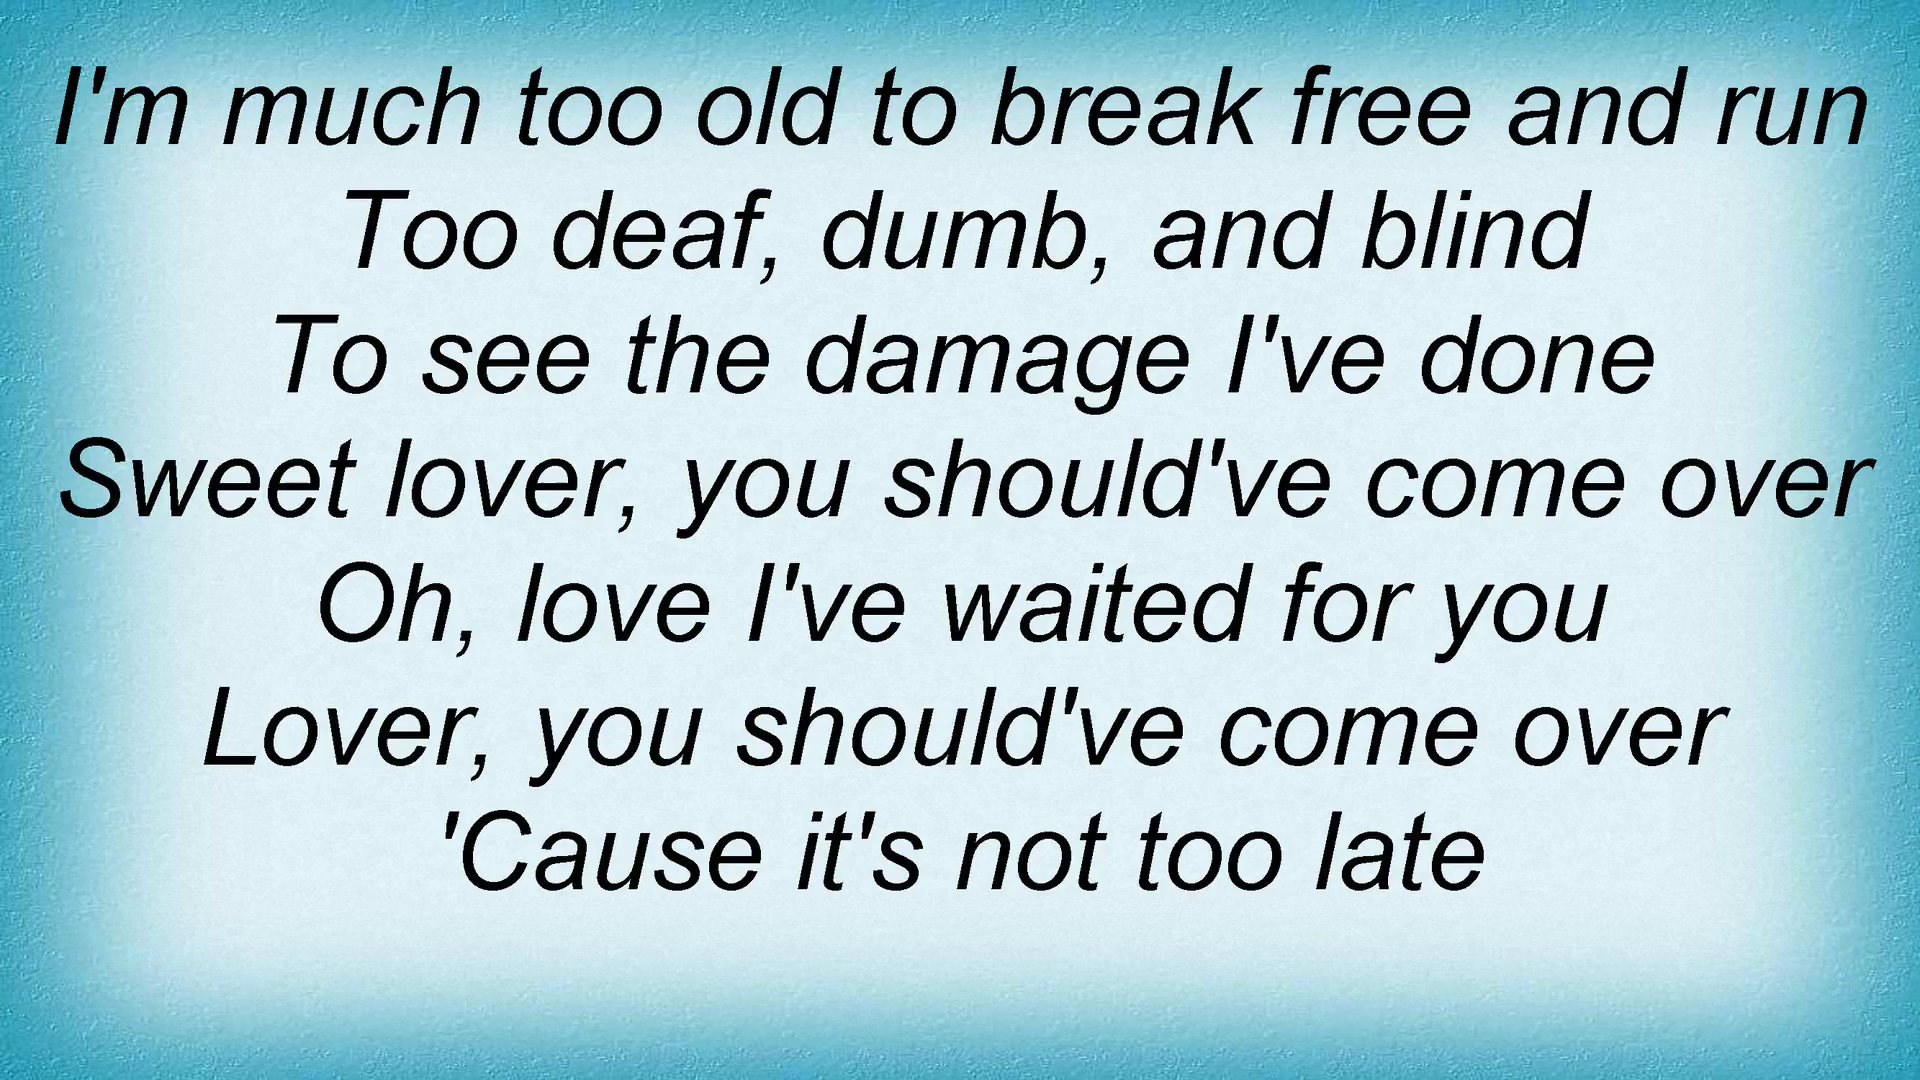 I'm much too old to break free and run
Too deaf, dumb, and blind
To see the damage I've done
Sweet lover, you should've come over
Oh, love I've waited for you
Lover, you should've come over
'Cause it's not too late